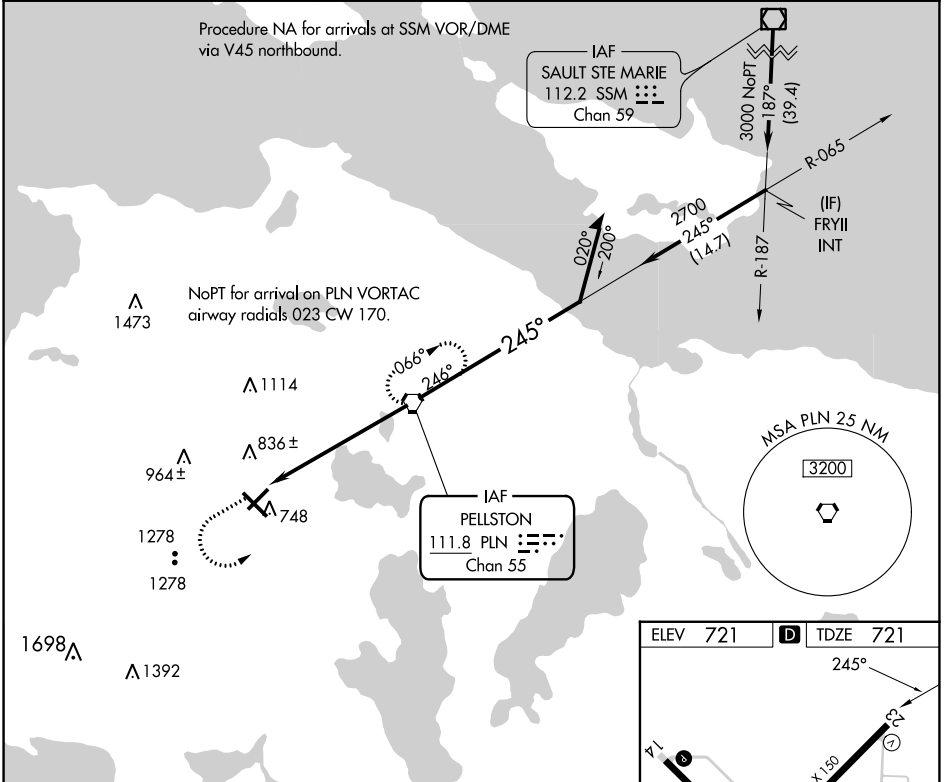 Procedure NA for arrivals at SSM VOR/DME
via V45 northbound.
IAF
SAULT STE MARIE
112.2 SSM
Chan 59
3000 NoPT
187°
(39.4)
R-065
(IF)
FRYII
INT
R-187
2700
245°
(14.7)
020°
200°
NoPT for arrival on PLN VORTAC
airway radials 023 CW 170.
1473
245°
066°
246°
1114
836 ±
964 ±
748
1278
1278
IAF
PELLSTON
111.8 PLN
Chan 55
MSA PLN 25 NM
3200
1698
1392
ELEV 721
D
TDZE 721
245°
23
V
14
P
X 150